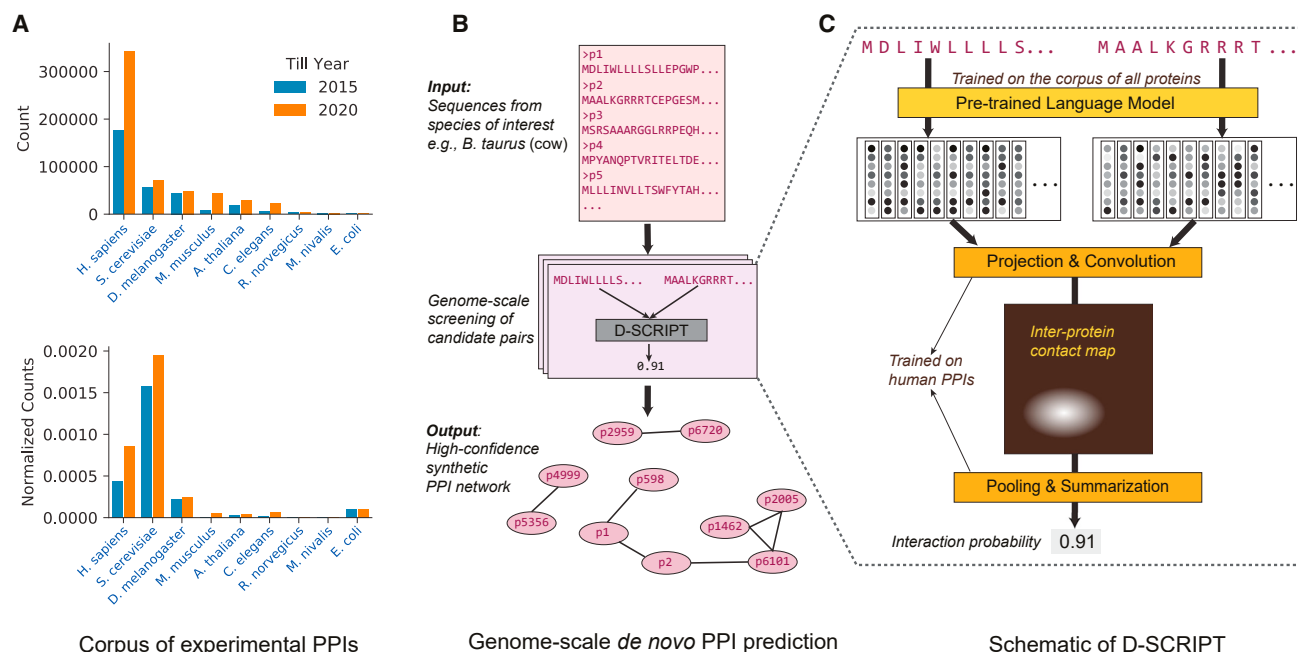 A
Till Year
2015
2020
Count
300000
200000
100000
0
H. sapiens
S. cerevisiae
D. melanogaster
M. musculus
A. thaliana
C. elegans
R. norvegicus
M. nivalis
E. coli
Normalized Counts
0.0020
0.0015
0.0010
0.0005
0.0000
H. sapiens
S. cerevisiae
D. melanogaster
M. musculus
A. thaliana
C. elegans
R. norvegicus
M. nivalis
E. coli
Corpus of experimental PPIs
B
Input:
Sequences from
species of interest
e.g., B. taurus (cow)
>p1
MDLIWLLLLSLLEPGWP...
>p2
MAALKGRRRTCEPGESM...
>p3
MSRSAAARGGLRRPEQH...
>p4
MPYANQPTVRITELTDE...
>p5
MLLLINVLLTSWFYTAH...
...
Genome-scale
screening of
candidate pairs
MDLIWLLLLS... MAALKGRRRT...
D-SCRIPT
0.91
Output:
High-confidence
synthetic
PPI network
p2959
p6720
p4999
p598
p5356
p2005
p1462
p1
p2
p6101
Genome-scale de novo PPI prediction
C
M D L I W L L L L S... M A A L K G R R R T ...
Trained on the corpus of all proteins
Pre-trained Language Model
... ...
Projection & Convolution
Inter-protein
contact map
Trained on
human PPIs
Pooling & Summarization
Interaction probability 0.91
Schematic of D-SCRIPT